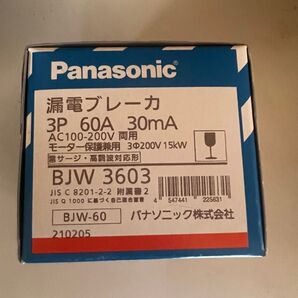 Panasonic
漏電ブレーカ
3P 60A 30mA
AC100-200V 両用
モーター保護兼用 3Φ200V 15kW
雷サージ・高調波対応形
BJW 3603
JIS C 8201-2-2 附属書2
JIS Q 1000 に基づく自己適合宣言
4 547441 225631
BJW-60 パナソニック株式会社
210205